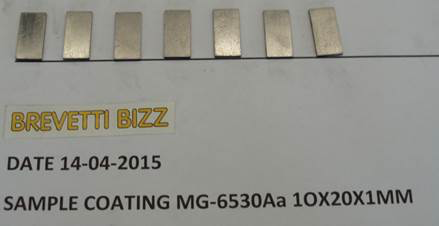 BREVETTI BIZZ
DATE 14-04-2015
SAMPLE COATING MG-6530Aa 1OX20X1MM